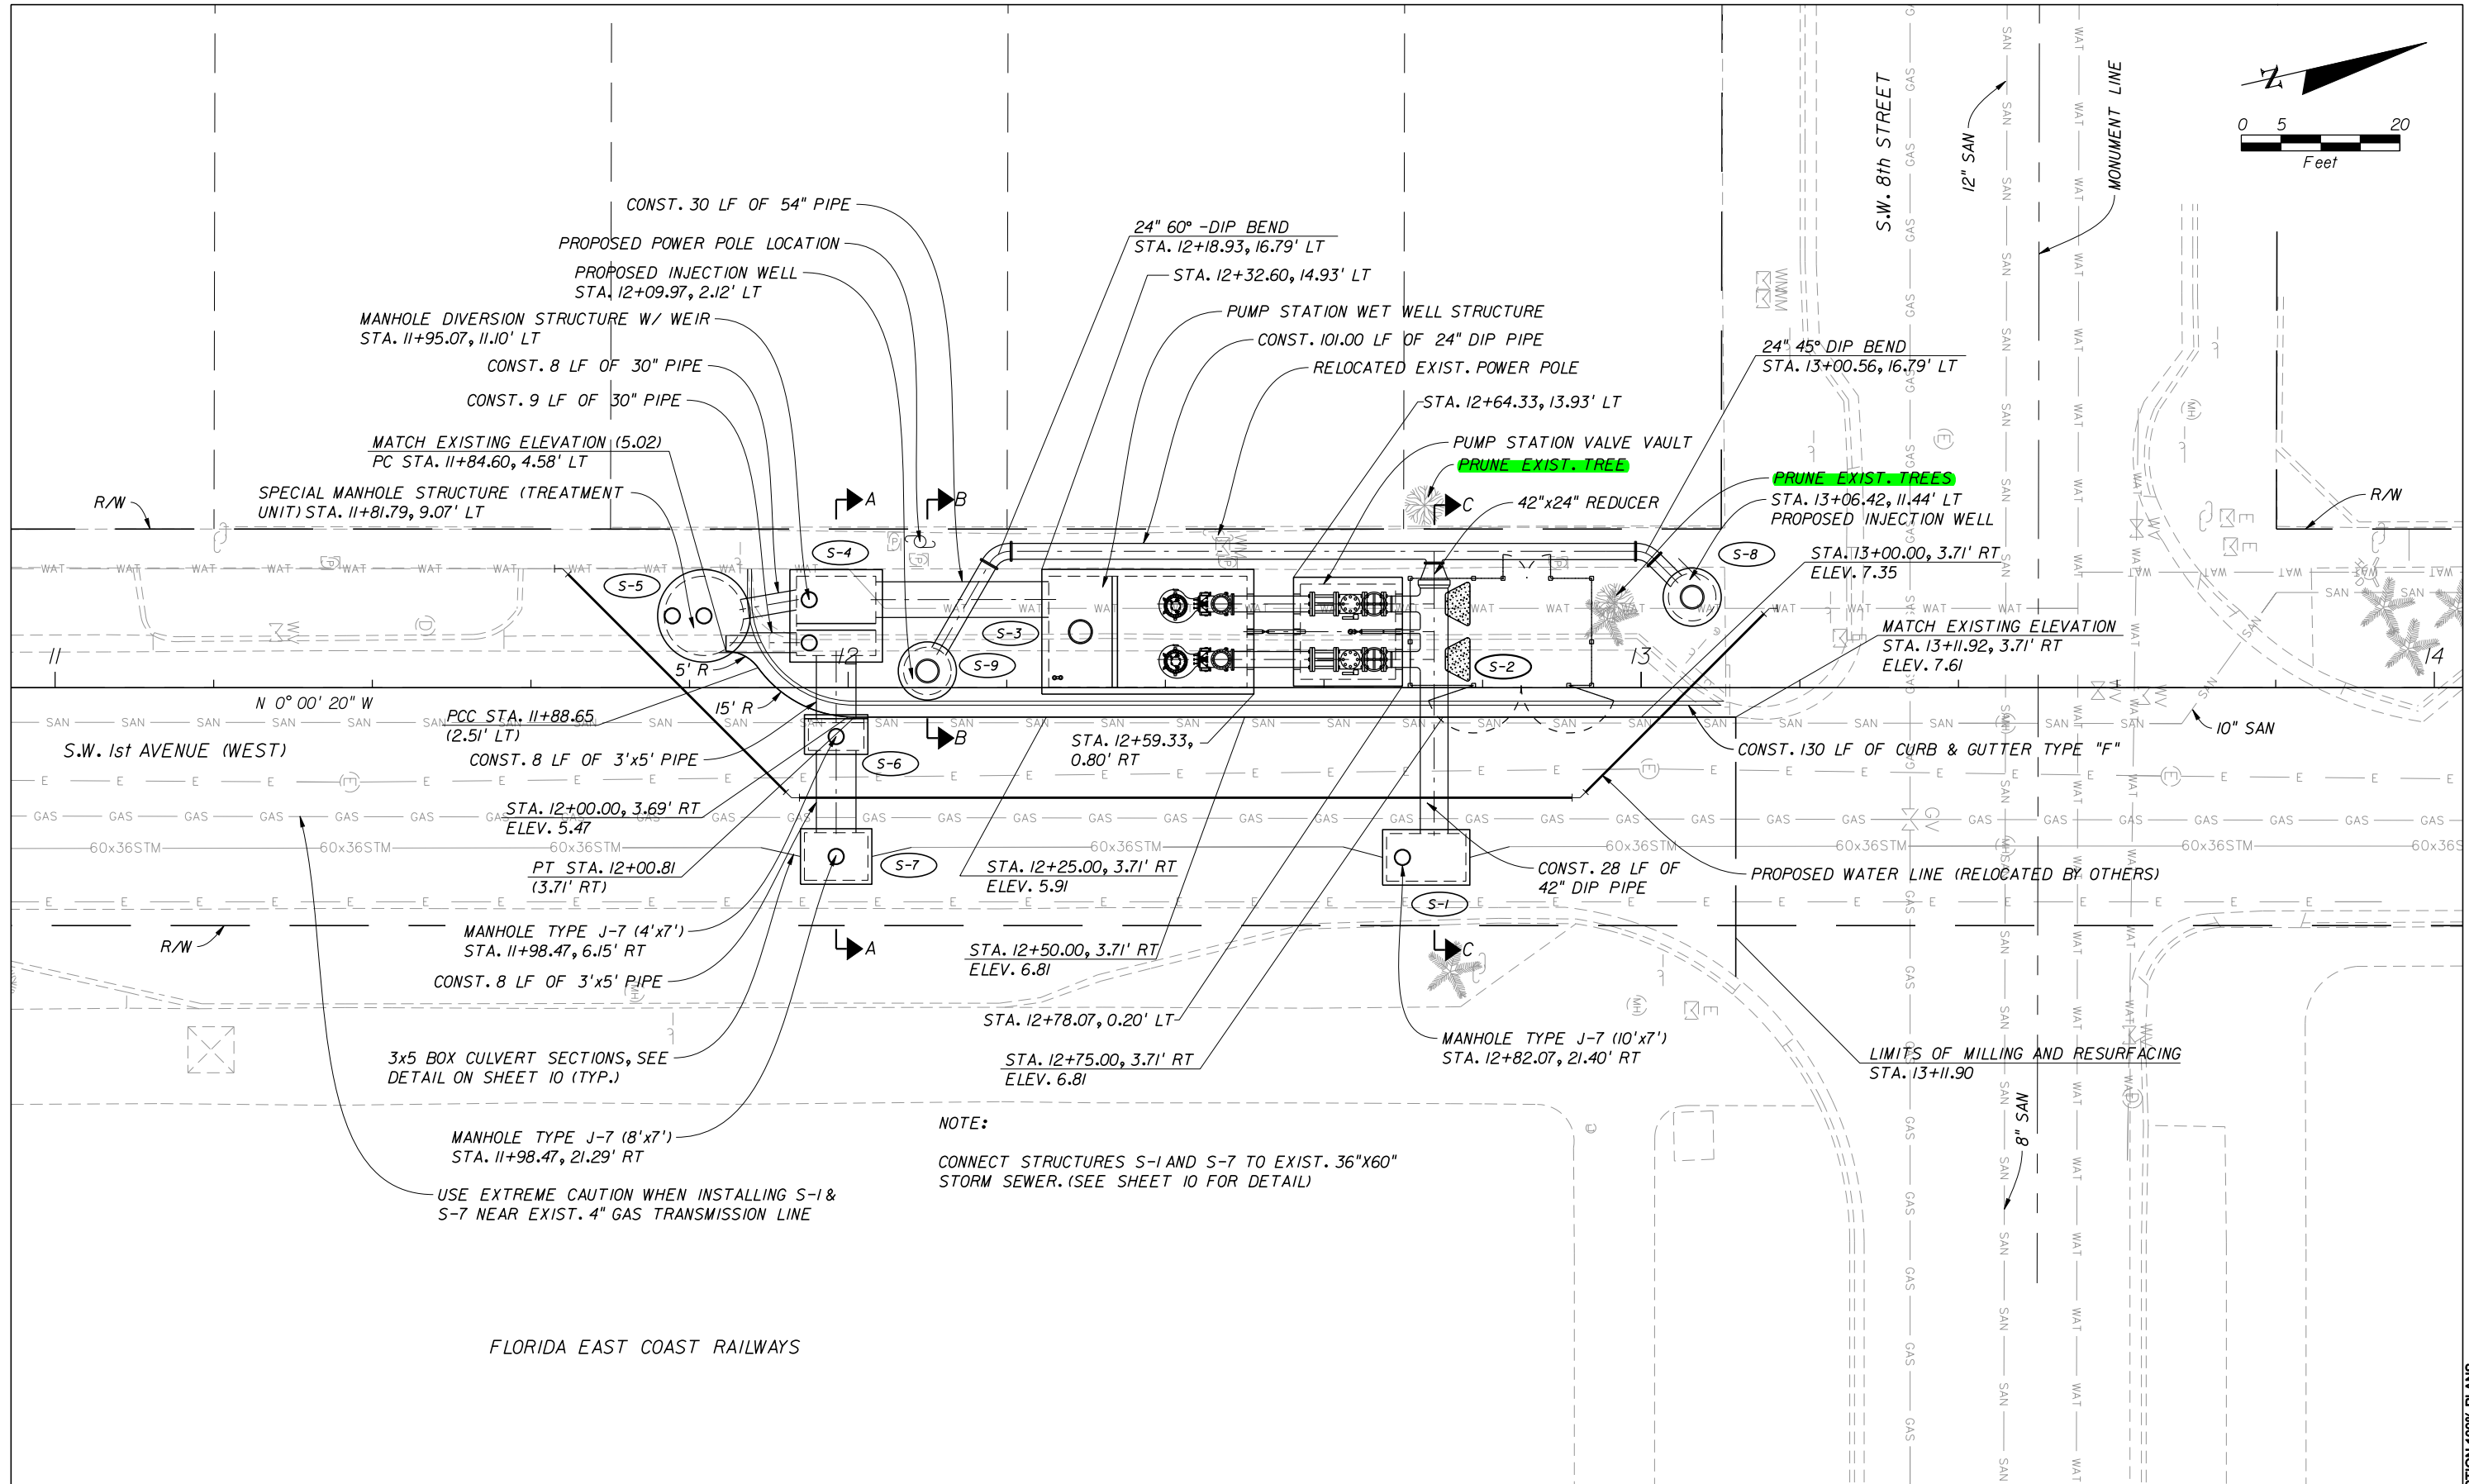 S.W. 8th STREET
12" SAN
MONUMENT LINE
N
0 5 20
Feet
CONST. 30 LF OF 54" PIPE
PROPOSED POWER POLE LOCATION
PROPOSED INJECTION WELL
STA. 12+09.97, 2.12' LT
MANHOLE DIVERSION STRUCTURE W/ WEIR
STA. 11+95.07, 11.10' LT
CONST. 8 LF OF 30" PIPE
CONST. 9 LF OF 30" PIPE
MATCH EXISTING ELEVATION (5.02)
PC STA. 11+84.60, 4.58' LT
SPECIAL MANHOLE STRUCTURE (TREATMENT
UNIT) STA. 11+81.79, 9.07' LT
R/W
24" 60° -DIP BEND
STA. 12+18.93, 16.79' LT
STA. 12+32.60, 14.93' LT
PUMP STATION WET WELL STRUCTURE
CONST. 101.00 LF OF 24" DIP PIPE
RELOCATED EXIST. POWER POLE
STA. 12+64.33, 13.93' LT
PUMP STATION VALVE VAULT
PRUNE EXIST. TREE
42"x24" REDUCER
24" 45° DIP BEND
STA. 13+00.56, 16.79' LT
PRUNE EXIST. TREES
STA. 13+06.42, 11.44' LT
PROPOSED INJECTION WELL
STA. 13+00.00, 3.71' RT
ELEV. 7.35
MATCH EXISTING ELEVATION
STA. 13+11.92, 3.71' RT
ELEV. 7.61
R/W
A
B
C
S-4
S-5
S-3
S-9
S-2
S-8
11
12
13
14
N 0° 00' 20" W
5' R
15' R
S.W. 1st AVENUE (WEST)
PCC STA. 11+88.65
(2.51' LT)
CONST. 8 LF OF 3'x5' PIPE
S-6
B
STA. 12+59.33,
0.80' RT
CONST. 130 LF OF CURB & GUTTER TYPE "F"
10" SAN
STA. 12+00.00, 3.69' RT
ELEV. 5.47
PT STA. 12+00.81
(3.71' RT)
S-7
STA. 12+25.00, 3.71' RT
ELEV. 5.91
CONST. 28 LF OF
42" DIP PIPE
PROPOSED WATER LINE (RELOCATED BY OTHERS)
S-1
60x36STM
60x36STM
60x36STM
60x36STM
60x36STM
60x36STM
60x36STM
R/W
MANHOLE TYPE J-7 (4'x7')
STA. 11+98.47, 6.15' RT
CONST. 8 LF OF 3'x5' PIPE
A
STA. 12+50.00, 3.71' RT
ELEV. 6.81
C
STA. 12+78.07, 0.20' LT
STA. 12+75.00, 3.71' RT
ELEV. 6.81
MANHOLE TYPE J-7 (10'x7')
STA. 12+82.07, 21.40' RT
LIMITS OF MILLING AND RESURFACING
STA. 13+11.90
3x5 BOX CULVERT SECTIONS, SEE
DETAIL ON SHEET 10 (TYP.)
MANHOLE TYPE J-7 (8'x7')
STA. 11+98.47, 21.29' RT
USE EXTREME CAUTION WHEN INSTALLING S-1 &
S-7 NEAR EXIST. 4" GAS TRANSMISSION LINE
NOTE:
CONNECT STRUCTURES S-1 AND S-7 TO EXIST. 36"X60"
STORM SEWER. (SEE SHEET 10 FOR DETAIL)
8" SAN
FLORIDA EAST COAST RAILWAYS